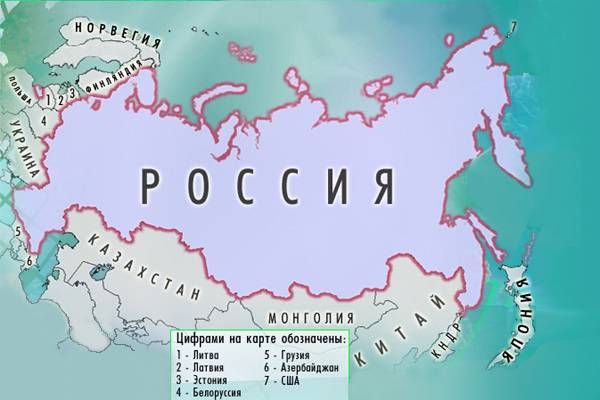 НОРВЕГИЯ
7
ФИНЛЯНДИЯ
ПОЛЬША
1
2
3
4
УКРАИНА
РОССИЯ
5
6
КАЗАХСТАН
МОНГОЛИЯ
КИТАЙ
КНДР
ЯПОНИЯ
Цифрами на карте обозначены:
1 - Литва
2 - Латвия
3 - Эстония
4 - Белоруссия
5 - Грузия
6 - Азербайджан
7 - США